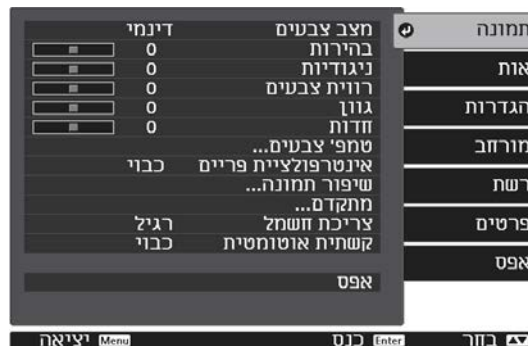 תמונה
אות
הגדרות
מורחב
רשת
פרטים
אפס
מצב צבעים דינמי
בהירות 0
ניגודיות 0
רווית צבעים 0
גוון 0
חדות 0
טמפ' צבעים...
אינטרפולציית פריים כבוי
שיפור תמונה...
מתקדם...
צריכת חשמל רגיל
קשתית אוטומטית כבוי
אפס
בחר Enter כנס Menu יציאה